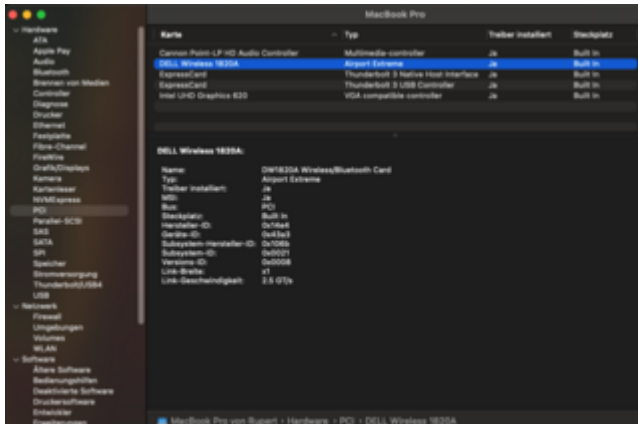 MacBook Pro
Hardware
ATA
Apple Pay
Audio
Bluetooth
Brennen von Medien
Controller
Diagnose
Drucker
Ethernet
Festplatte
Fibre-Channel
FireWire
Grafik/Displays
Kamera
Kartenleser
NVMExpress
PCI
Parallel-SCSI
SAS
SATA
SPI
Speicher
Stromversorgung
Thunderbolt/USB4
USB
Netzwerk
Firewall
Umgebungen
Volumes
WLAN
Software
Ältere Software
Bedienungshilfen
Deaktivierte Software
Druckersoftware
Entwickler
Erweiterungen
Karte Typ Treiber installiert Steckplatz
Cannon Point-LP HD Audio Controller Multimedia-controller Ja Built In
DELL Wireless 1820A Airport Extreme Ja Built In
ExpressCard Thunderbolt 3 Native Host Interface Ja Built In
ExpressCard Thunderbolt 3 USB Controller Ja Built In
Intel UHD Graphics 620 VGA compatible controller Ja Built In
DELL Wireless 1820A:
Name: DW1820A Wireless/Bluetooth Card
Typ: Airport Extreme
Treiber installiert: Ja
MSI: Ja
Bus: PCI
Steckplatz: Built In
Hersteller-ID: 0x14e4
Geräte-ID: 0x43a3
Subsystem-Hersteller-ID: 0x106b
Subsystem-ID: 0x0021
Versions-ID: 0x0008
Link-Breite: x1
Link-Geschwindigkeit: 2.5 GT/s
MacBook Pro von Rupert › Hardware › PCI › DELL Wireless 1820A